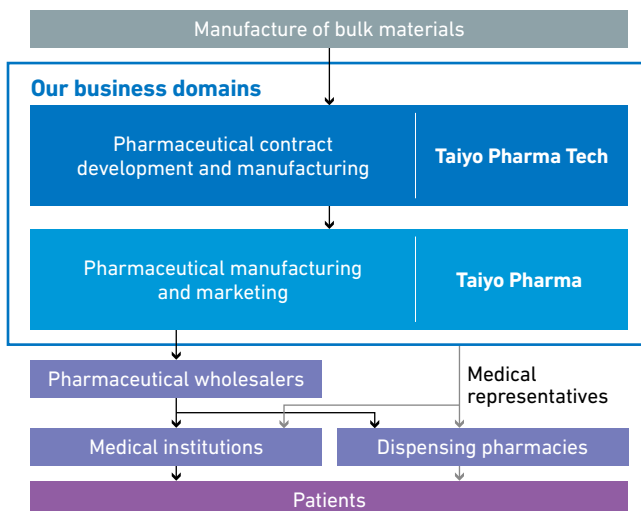 Manufacture of bulk materials
Our business domains
Pharmaceutical contract
development and manufacturing
Taiyo Pharma Tech
Pharmaceutical manufacturing
and marketing
Taiyo Pharma
Pharmaceutical wholesalers
Medical
representatives
Medical institutions
Dispensing pharmacies
Patients